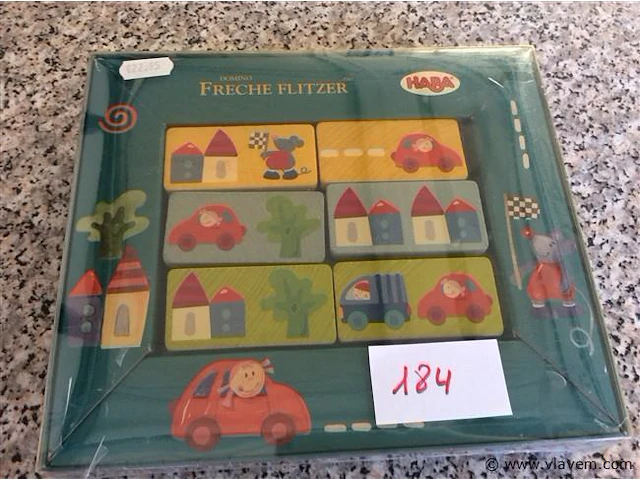 DOMINO
FRECHE FLITZER
HABA
184
© www.vlavem.com